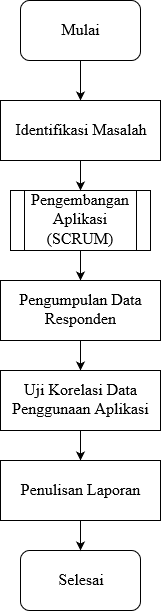 Mulai
Identifikasi Masalah
Pengembangan
Aplikasi
(SCRUM)
Pengumpulan Data
Responden
Uji Korelasi Data
Penggunaan Aplikasi
Penulisan Laporan
Selesai